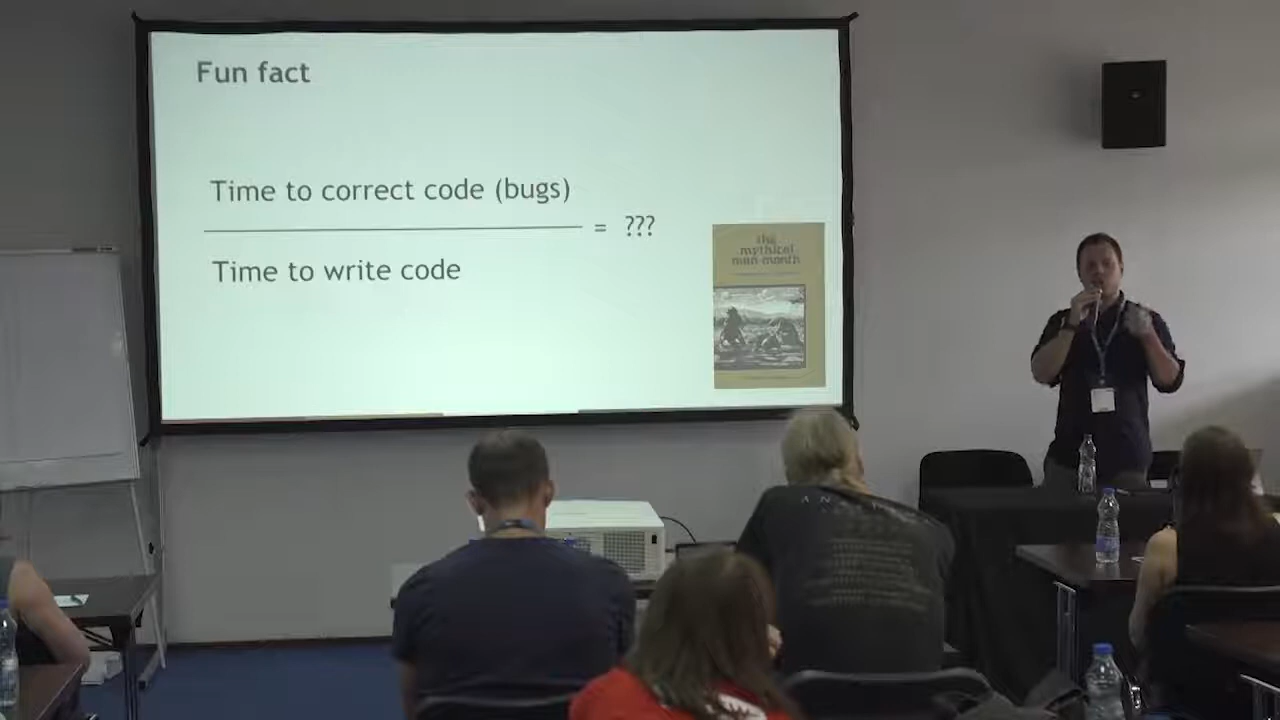 Fun fact
Time to correct code (bugs)
= ???
Time to write code
the
mythical
man-month